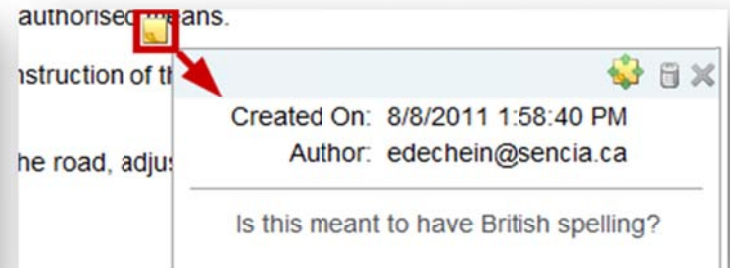 authorised means.
nstruction of th
Created On: 8/8/2011 1:58:40 PM
he road, adjus
Author: edechein@sencia.ca
Is this meant to have British spelling?